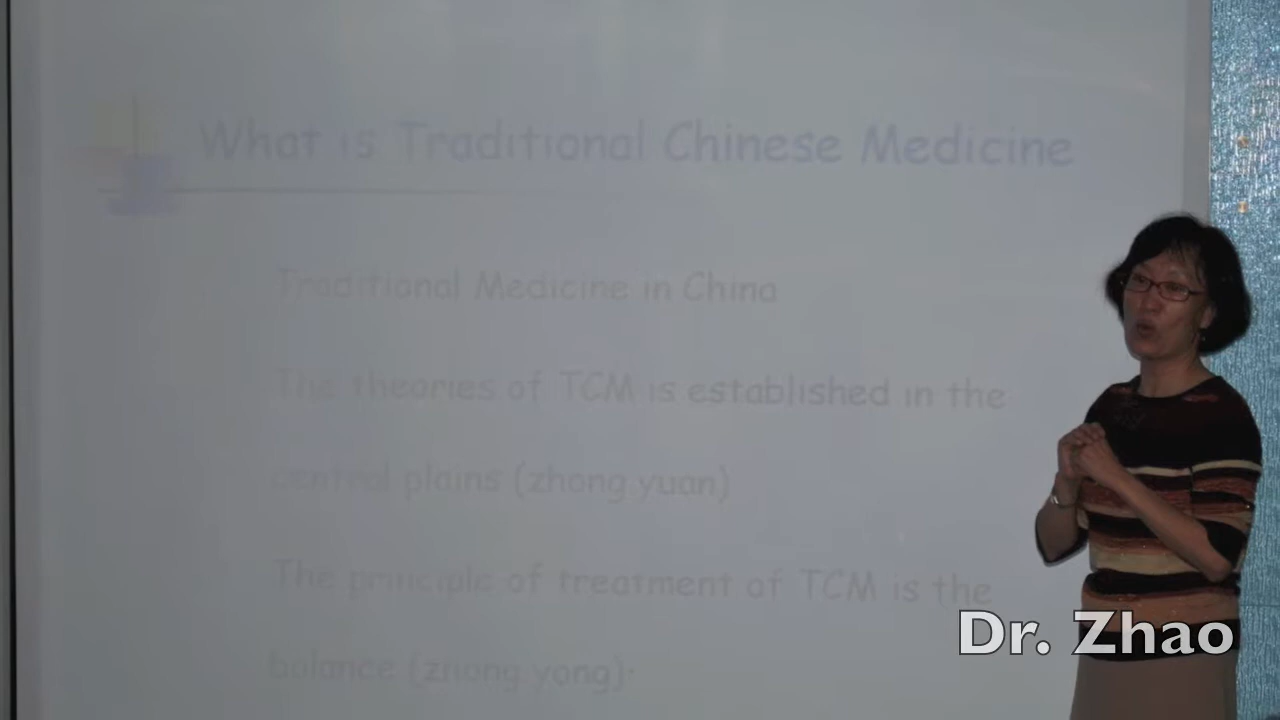 What is Traditional Chinese Medicine
Traditional Medicine in China
The theories of TCM is established in the
central plains (zhong yuan)
The principle of treatment of TCM is the
balance (zhong yong).
Dr. Zhao